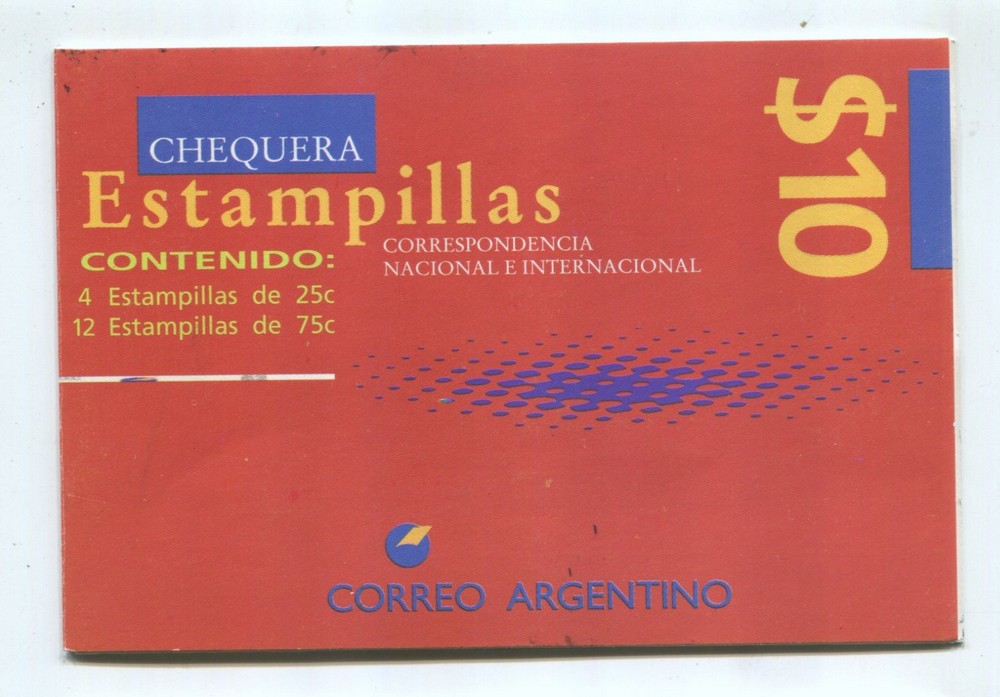 CHEQUERA
Estampillas
CORRESPONDENCIA
NACIONAL E INTERNACIONAL
CONTENIDO:
4 Estampillas de 25c
12 Estampillas de 75c
$10
CORREO ARGENTINO